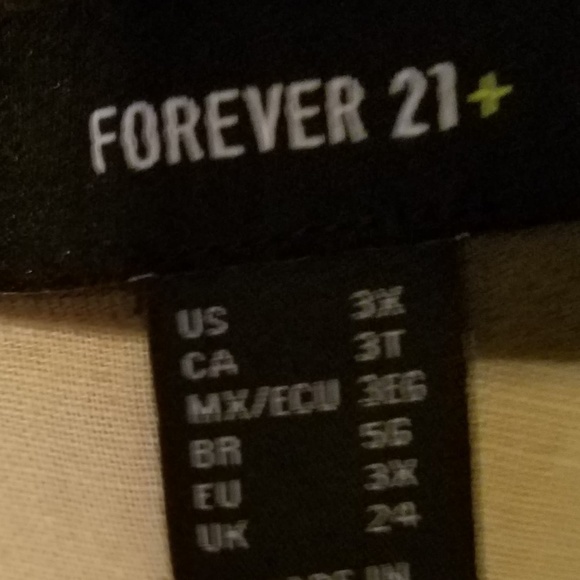 FOREVER 21+
US 3X
CA 3T
MX/ECU 3EG
BR 5G
EU 3X
UK 24